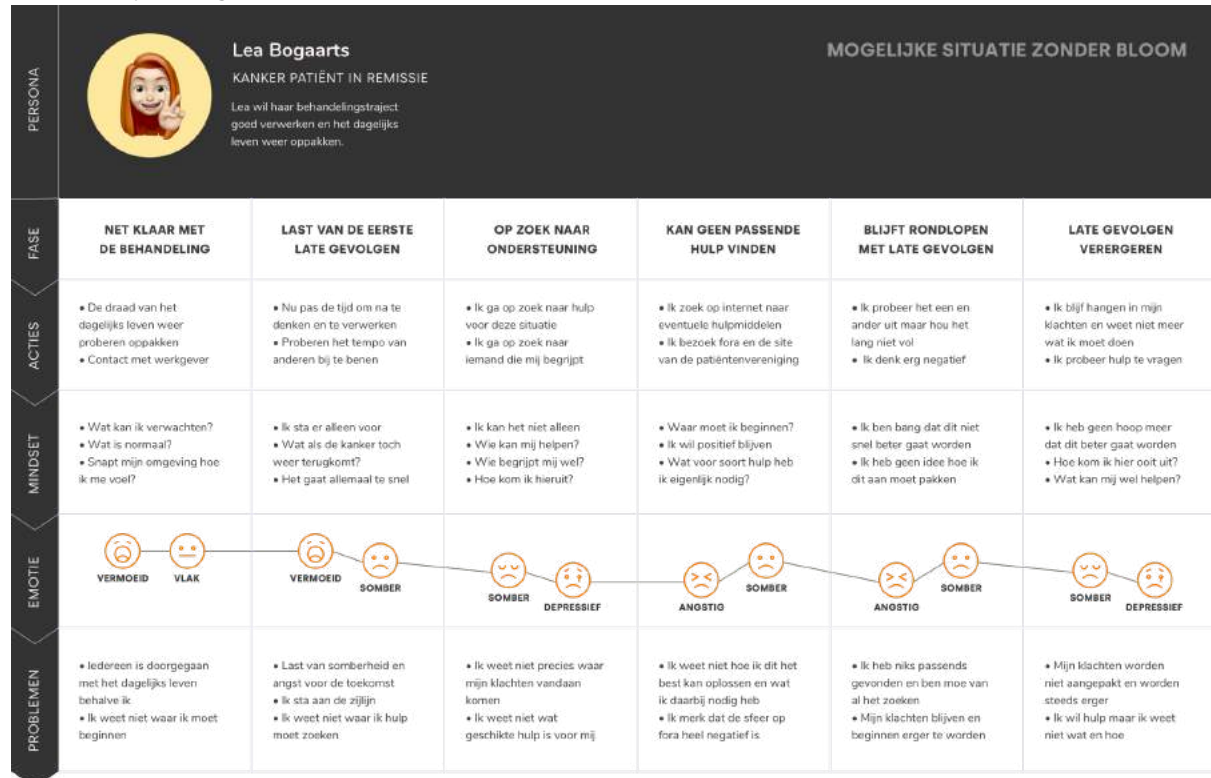 PERSONA
Lea Bogaarts
KANKER PATIËNT IN REMISSIE
Lea wil haar behandelingstraject
goed verwerken en het dagelijks
leven weer oppakken.
MOGELIJKE SITUATIE ZONDER BLOOM
FASE
NET KLAAR MET
DE BEHANDELING
LAST VAN DE EERSTE
LATE GEVOLGEN
OP ZOEK NAAR
ONDERSTEUNING
KAN GEEN PASSENDE
HULP VINDEN
BLIJFT RONDLOPEN
MET LATE GEVOLGEN
LATE GEVOLGEN
VERERGEREN
ACTIES
• De draad van het
dagelijks leven weer
proberen oppakken
• Contact met werkgever
• Nu pas de tijd om na te
denken en te verwerken
• Proberen het tempo van
anderen bij te benen
• Ik ga op zoek naar hulp
voor deze situatie
• Ik ga op zoek naar
iemand die mij begrijpt
• Ik zoek op internet naar
eventuele hulpmiddelen
• Ik bezoek fora en de site
van de patiëntenvereniging
• Ik probeer het een en
ander uit maar hou het
lang niet vol
• Ik denk erg negatief
• Ik blijf hangen in mijn
klachten en weet niet meer
wat ik moet doen
• Ik probeer hulp te vragen
MINDSET
• Wat kan ik verwachten?
• Wat is normaal?
• Snapt mijn omgeving hoe
ik me voel?
• Ik sta er alleen voor
• Wat als de kanker toch
weer terugkomt?
• Het gaat allemaal te snel
• Ik kan het niet alleen
• Wie kan mij helpen?
• Wie begrijpt mij wel?
• Hoe kom ik hieruit?
• Waar moet ik beginnen?
• Ik wil positief blijven
• Wat voor soort hulp heb
ik eigenlijk nodig?
• Ik ben bang dat dit niet
snel beter gaat worden
• Ik heb geen idee hoe ik
dit aan moet pakken
• Ik heb geen hoop meer
dat dit beter gaat worden
• Hoe kom ik hier ooit uit?
• Wat kan mij wel helpen?
EMOTIE
VERMOEID
VLAK
VERMOEID
SOMBER
SOMBER
DEPRESSIEF
ANGSTIG
SOMBER
ANGSTIG
SOMBER
SOMBER
DEPRESSIEF
PROBLEMEN
• Iedereen is doorgegaan
met het dagelijks leven
behalve ik
• Ik weet niet waar ik moet
beginnen
• Last van somberheid en
angst voor de toekomst
• Ik sta aan de zijlijn
• Ik weet niet waar ik hulp
moet zoeken
• Ik weet niet precies waar
mijn klachten vandaan
komen
• Ik weet niet wat
geschikte hulp is voor mij
• Ik weet niet hoe ik dit het
best kan oplossen en wat
ik daarbij nodig heb
• Ik merk dat de sfeer op
fora heel negatief is
• Ik heb niks passends
gevonden en ben moe van
al het zoeken
• Mijn klachten blijven en
beginnen erger te worden
• Mijn klachten worden
niet aangepakt en worden
steeds erger
• Ik wil hulp maar ik weet
niet wat en hoe